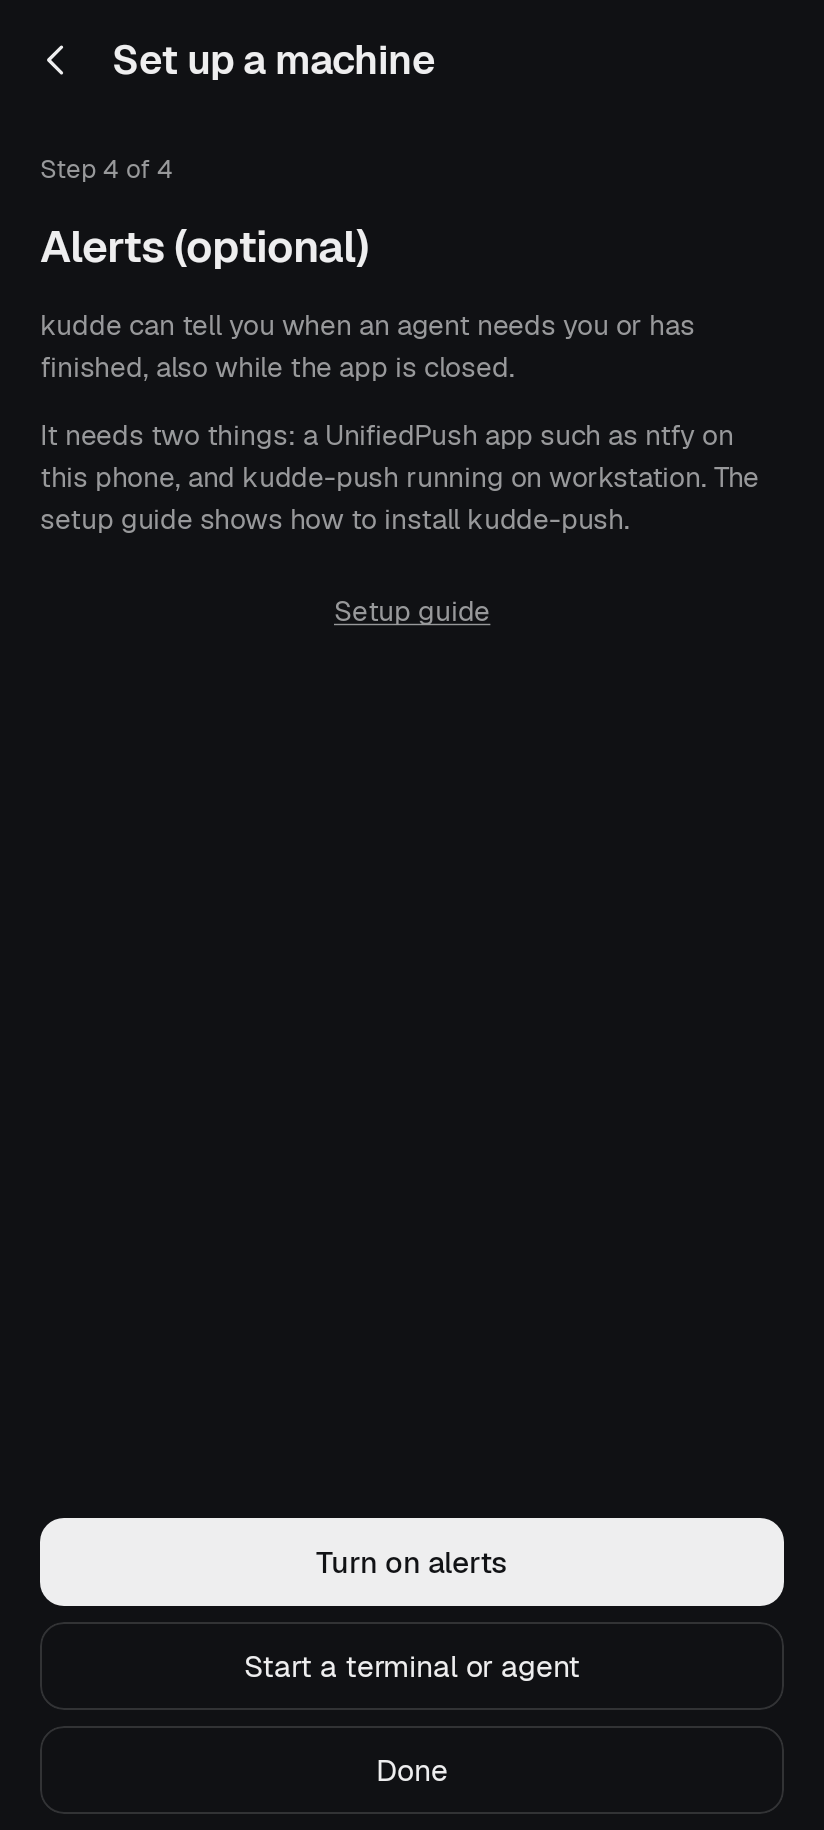 Set up a machine
Step 4 of 4
Alerts (optional)
kudde can tell you when an agent needs you or has
finished, also while the app is closed.
It needs two things: a UnifiedPush app such as ntfy on
this phone, and kudde-push running on workstation. The
setup guide shows how to install kudde-push.
Setup guide
Turn on alerts
Start a terminal or agent
Done